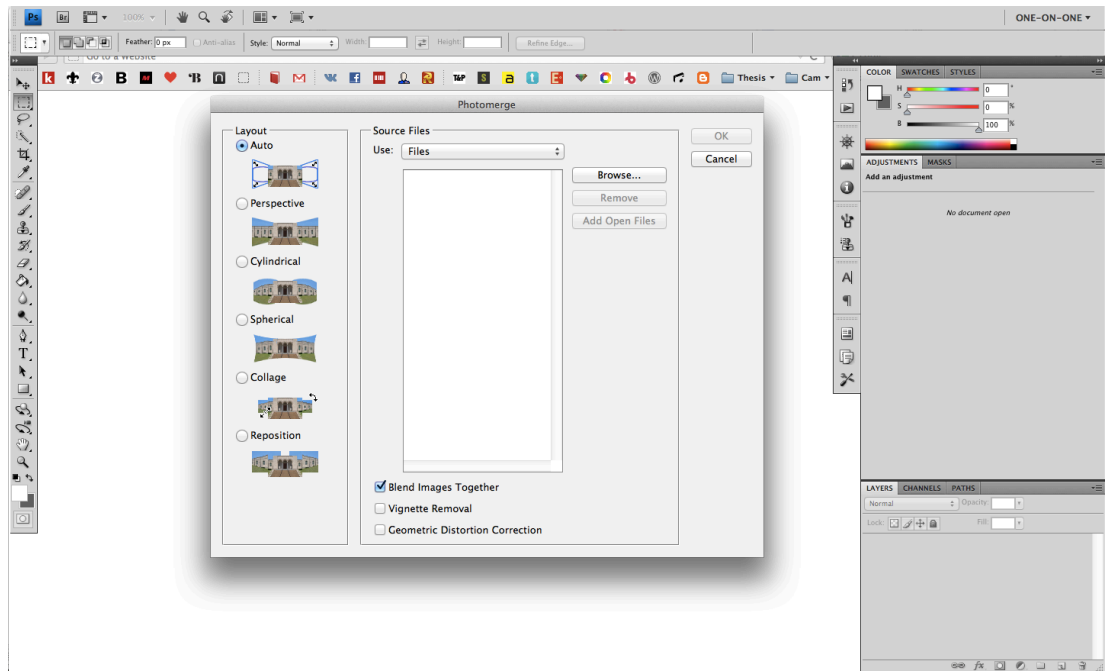 Ps Br 100% ONE-ON-ONE
Feather: 0 px Anti-alias Style: Normal Width: Height: Refine Edge...
Go to a Website
Thesis Cam
Photomerge
Layout
Auto
Perspective
Cylindrical
Spherical
Collage
Reposition
Source Files
Use: Files
Browse...
Remove
Add Open Files
OK
Cancel
Blend Images Together
Vignette Removal
Geometric Distortion Correction
COLOR SWATCHES STYLES
H 0 °
S 0 %
B 100 %
ADJUSTMENTS MASKS
Add an adjustment
No document open
LAYERS CHANNELS PATHS
Normal Opacity:
Lock: Fill: